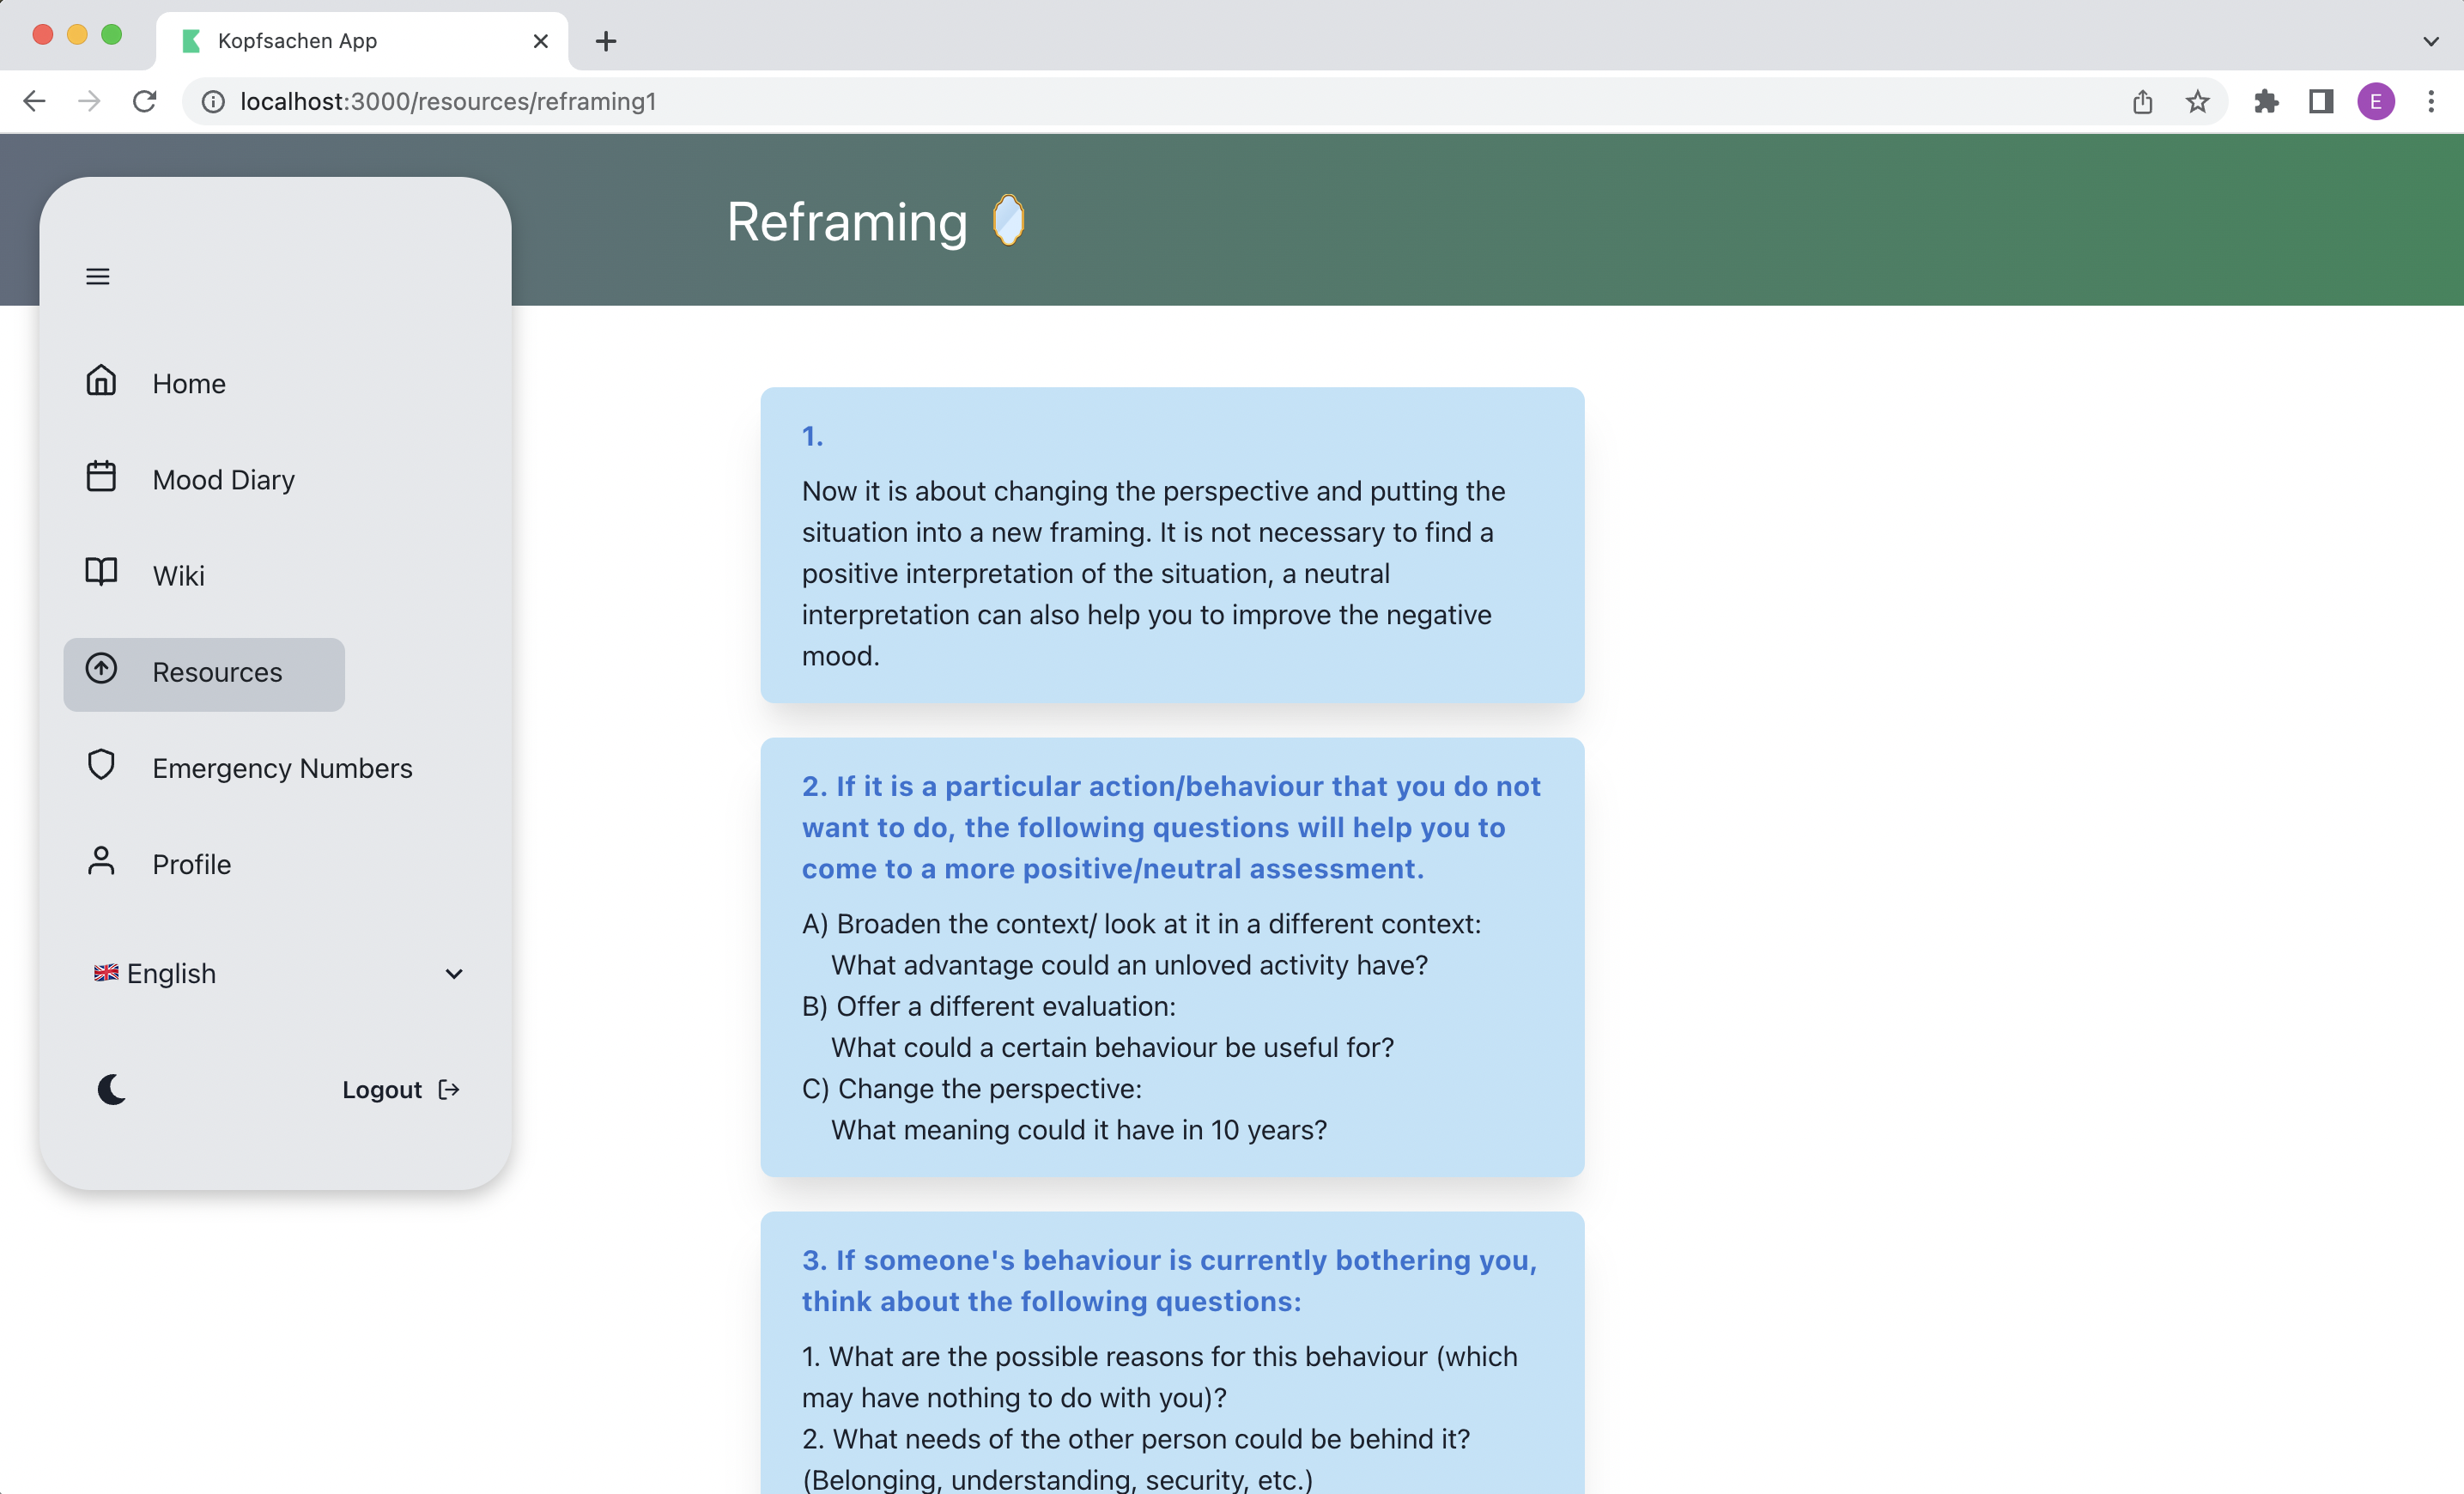 Kopfsachen App
localhost:3000/resources/reframing1
E
Reframing
Home
Mood Diary
Wiki
Resources
Emergency Numbers
Profile
English
Logout
1.
Now it is about changing the perspective and putting the
situation into a new framing. It is not necessary to find a
positive interpretation of the situation, a neutral
interpretation can also help you to improve the negative
mood.
2. If it is a particular action/behaviour that you do not
want to do, the following questions will help you to
come to a more positive/neutral assessment.
A) Broaden the context/ look at it in a different context:
What advantage could an unloved activity have?
B) Offer a different evaluation:
What could a certain behaviour be useful for?
C) Change the perspective:
What meaning could it have in 10 years?
3. If someone's behaviour is currently bothering you,
think about the following questions:
1. What are the possible reasons for this behaviour (which
may have nothing to do with you)?
2. What needs of the other person could be behind it?
(Belonging, understanding, security, etc.)